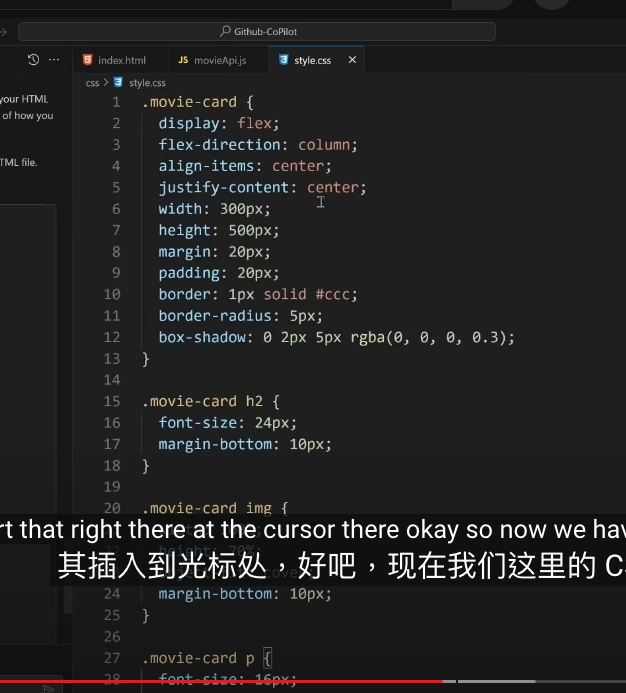 Github-CoPilot
index.html
JS movieApi.js
style.css
css > style.css
your HTML
of how you
TML file.
1 .movie-card {
2 display: flex;
3 flex-direction: column;
4 align-items: center;
5 justify-content: center;
6 width: 300px;
7 height: 500px;
8 margin: 20px;
9 padding: 20px;
10 border: 1px solid #ccc;
11 border-radius: 5px;
12 box-shadow: 0 2px 5px rgba(0, 0, 0, 0.3);
13 }
14
15 .movie-card h2 {
16 font-size: 24px;
17 margin-bottom: 10px;
18 }
19
20 .movie-card img {
rt that right there at the cursor there okay so now we hav
height: 70%;
其插入到光标处，好吧，现在我们这里的 C
24 margin-bottom: 10px;
25 }
26
27 .movie-card p {
28 font-size: 16px;